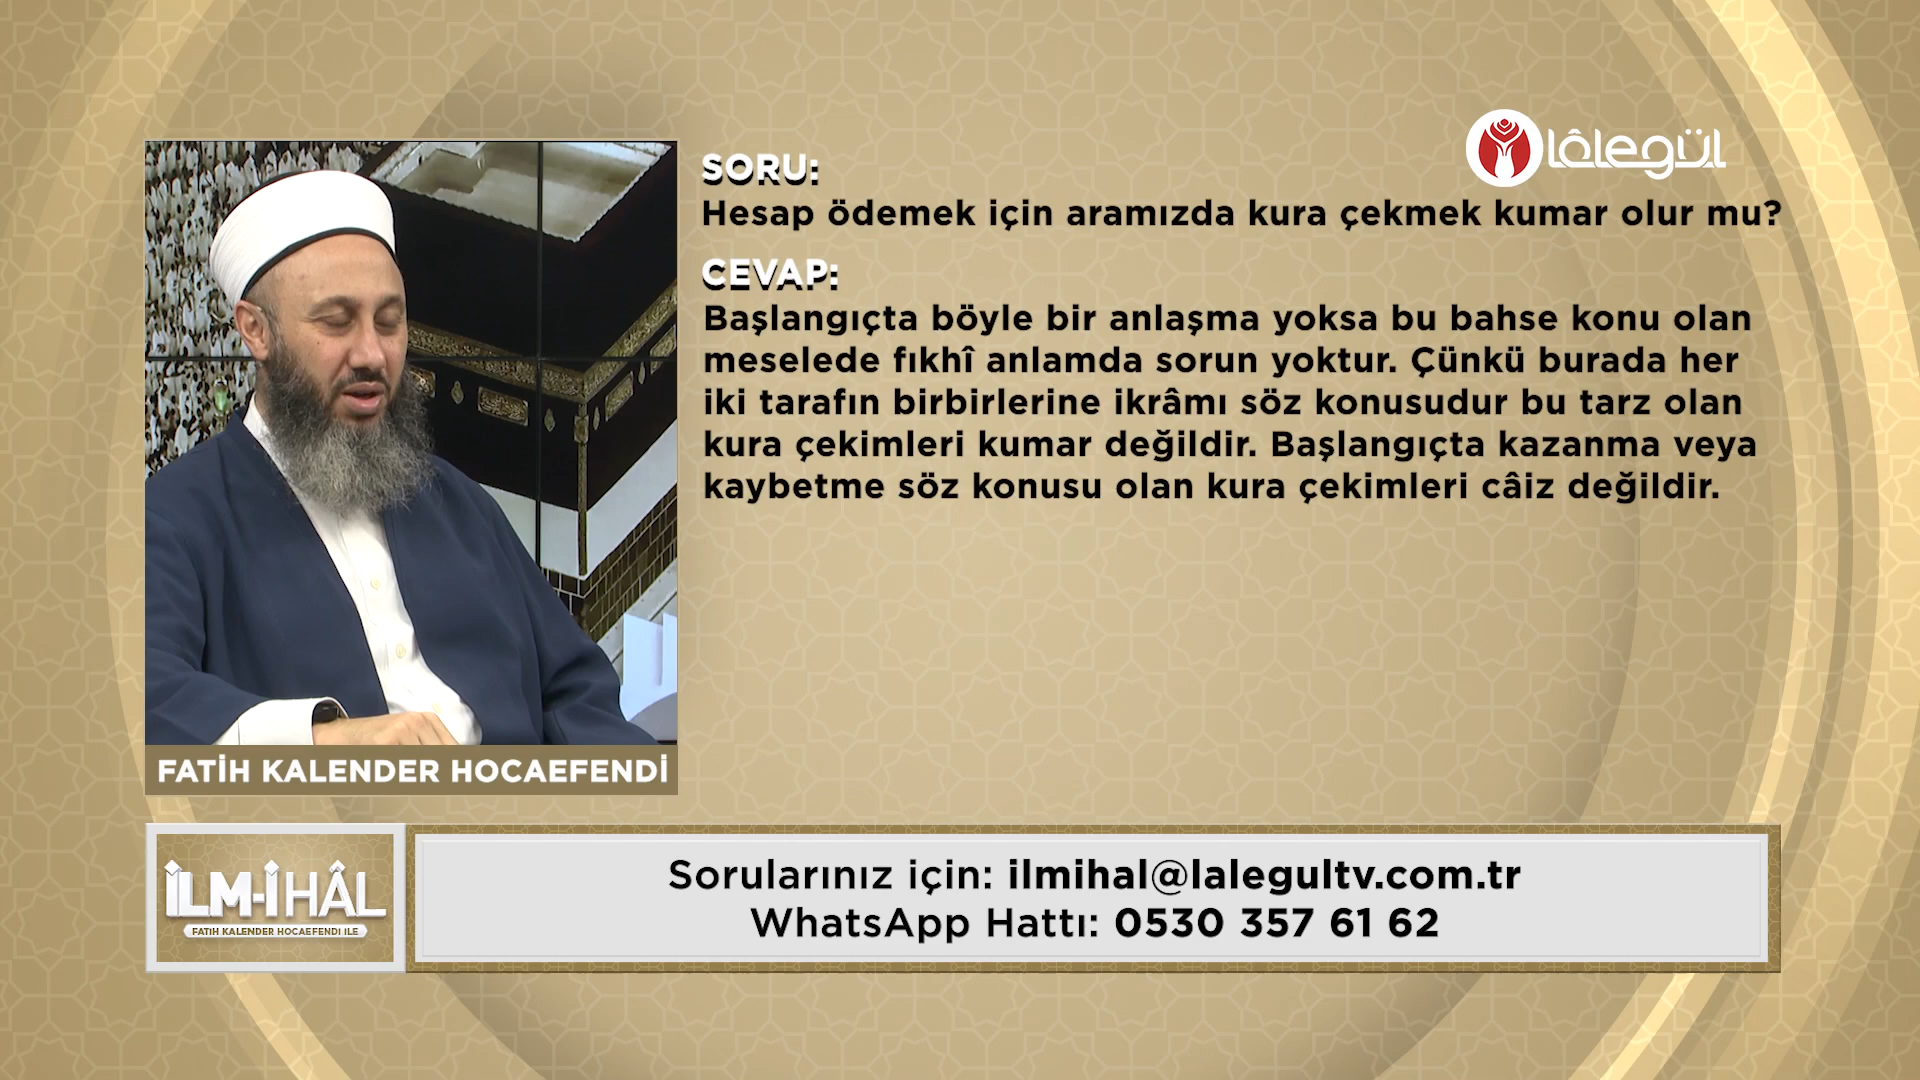 lâlegül
SORU:
Hesap ödemek için aramızda kura çekmek kumar olur mu?
CEVAP:
Başlangıçta böyle bir anlaşma yoksa bu bahse konu olan
meselede fıkhî anlamda sorun yoktur. Çünkü burada her
iki tarafın birbirlerine ikrâmı söz konusudur bu tarz olan
kura çekimleri kumar değildir. Başlangıçta kazanma veya
kaybetme söz konusu olan kura çekimleri câiz değildir.
FATİH KALENDER HOCAEFENDİ
İLM-İHÂL
FATİH KALENDER HOCAEFENDİ İLE
Sorularınız için: ilmihal@lalegultv.com.tr
WhatsApp Hattı: 0530 357 61 62